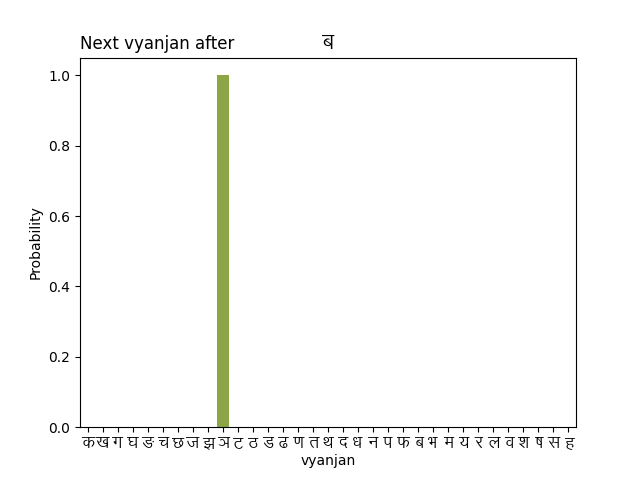 Next vyanjan after ब
1.0
0.8
0.6
0.4
0.2
0.0
Probability
क ख ग घ ङ च छ ज झ ञ ट ठ ड ढ ण त थ द ध न प फ ब भ म य र ल व श ष स ह
vyanjan